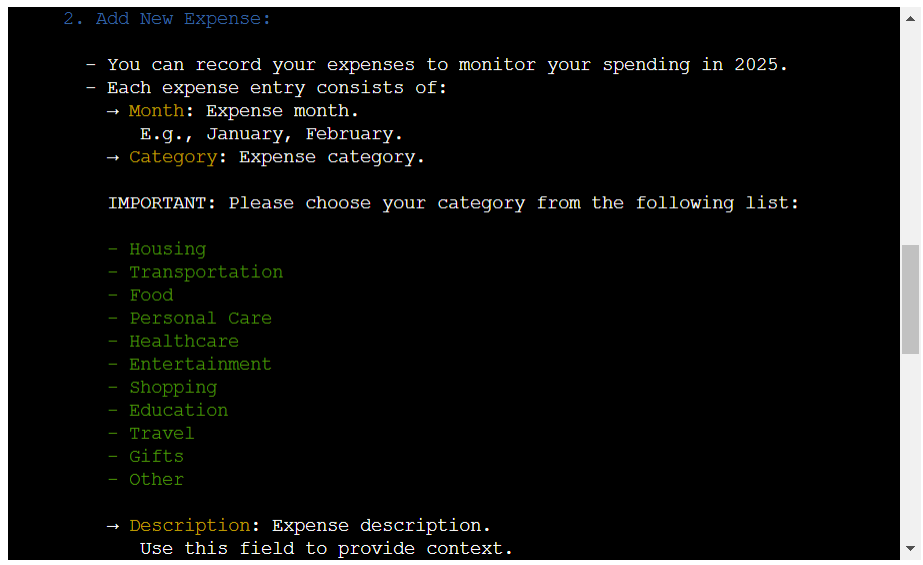 2. Add New Expense:
- You can record your expenses to monitor your spending in 2025.
- Each expense entry consists of:
→ Month: Expense month.
E.g., January, February.
→ Category: Expense category.
IMPORTANT: Please choose your category from the following list:
- Housing
- Transportation
- Food
- Personal Care
- Healthcare
- Entertainment
- Shopping
- Education
- Travel
- Gifts
- Other
→ Description: Expense description.
Use this field to provide context.